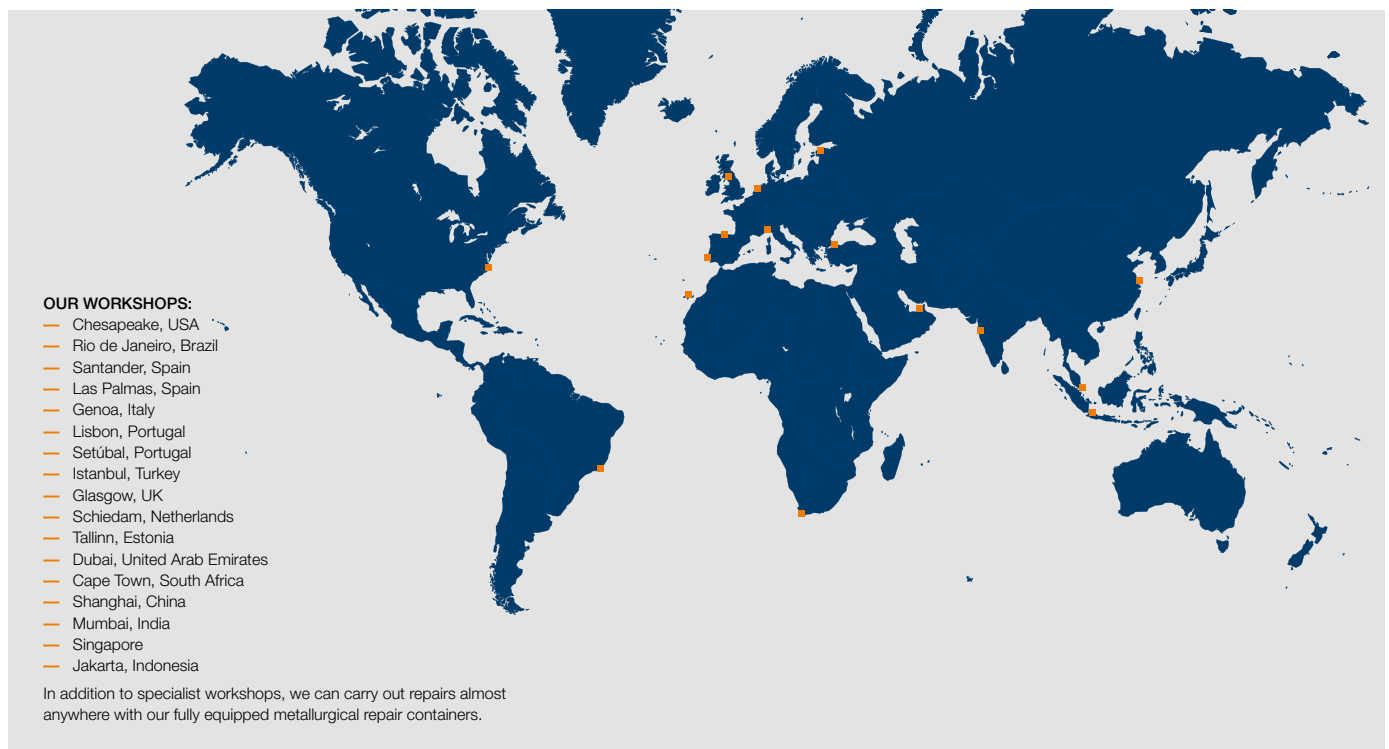 OUR WORKSHOPS:
— Chesapeake, USA
— Rio de Janeiro, Brazil
— Santander, Spain
— Las Palmas, Spain
— Genoa, Italy
— Lisbon, Portugal
— Setúbal, Portugal
— Istanbul, Turkey
— Glasgow, UK
— Schiedam, Netherlands
— Tallinn, Estonia
— Dubai, United Arab Emirates
— Cape Town, South Africa
— Shanghai, China
— Mumbai, India
— Singapore
— Jakarta, Indonesia
In addition to specialist workshops, we can carry out repairs almost
anywhere with our fully equipped metallurgical repair containers.